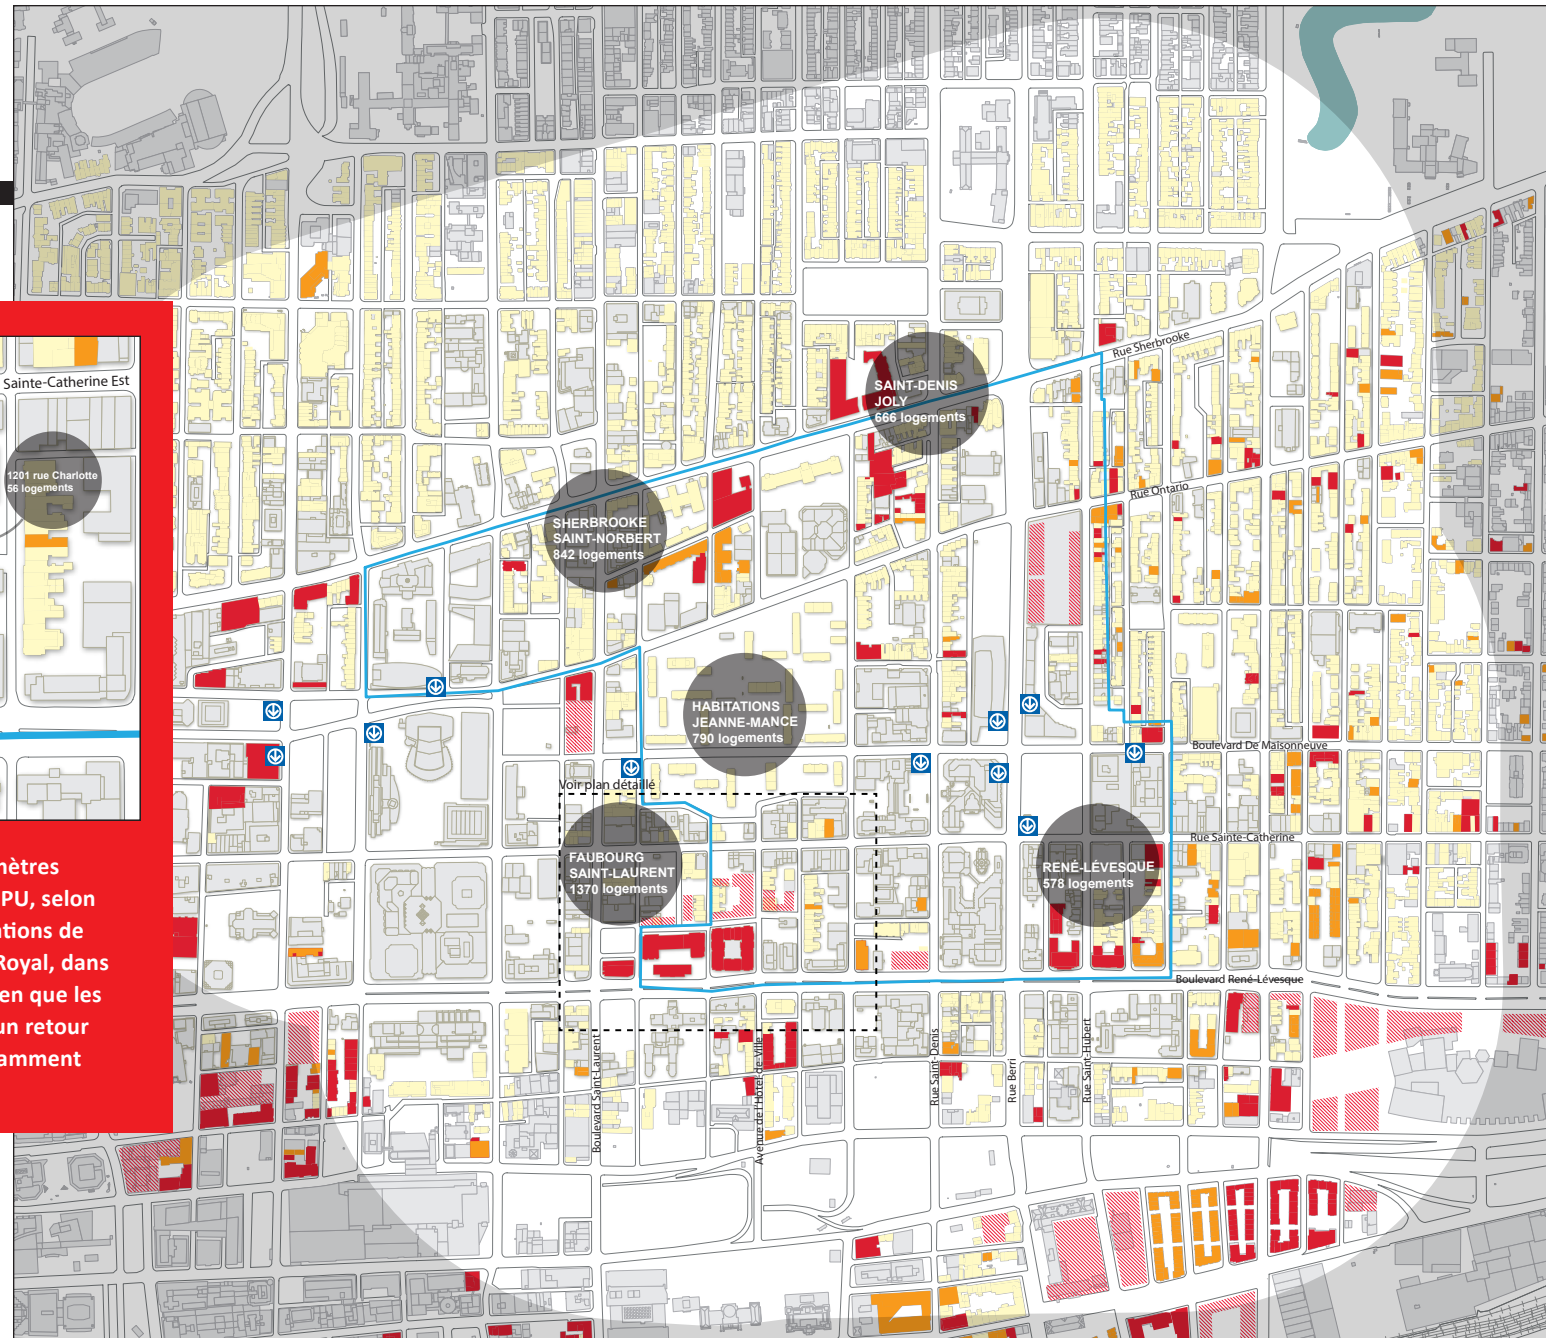 Sainte-Catherine Est
1201 rue Charlotte
56 logements
Rue Sherbrooke
SAINT-DENIS
JOLY
666 logements
Rue Ontario
SHERBROOKE
SAINT-NORBERT
842 logements
HABITATIONS
JEANNE-MANCE
790 logements
Boulevard De Maisonneuve
Voir plan détaillé
Rue Sainte-Catherine
FAUBOURG
SAINT-LAURENT
1370 logements
RENÉ-LÉVESQUE
578 logements
mètres
PU, selon
ations de
Royal, dans
en que les
un retour
amment
Boulevard René-Lévesque
Boulevard Saint-Laurent
Avenue de l'Hôtel-de-Ville
Rue Saint-Denis
Rue Berri
Rue Saint-Hubert